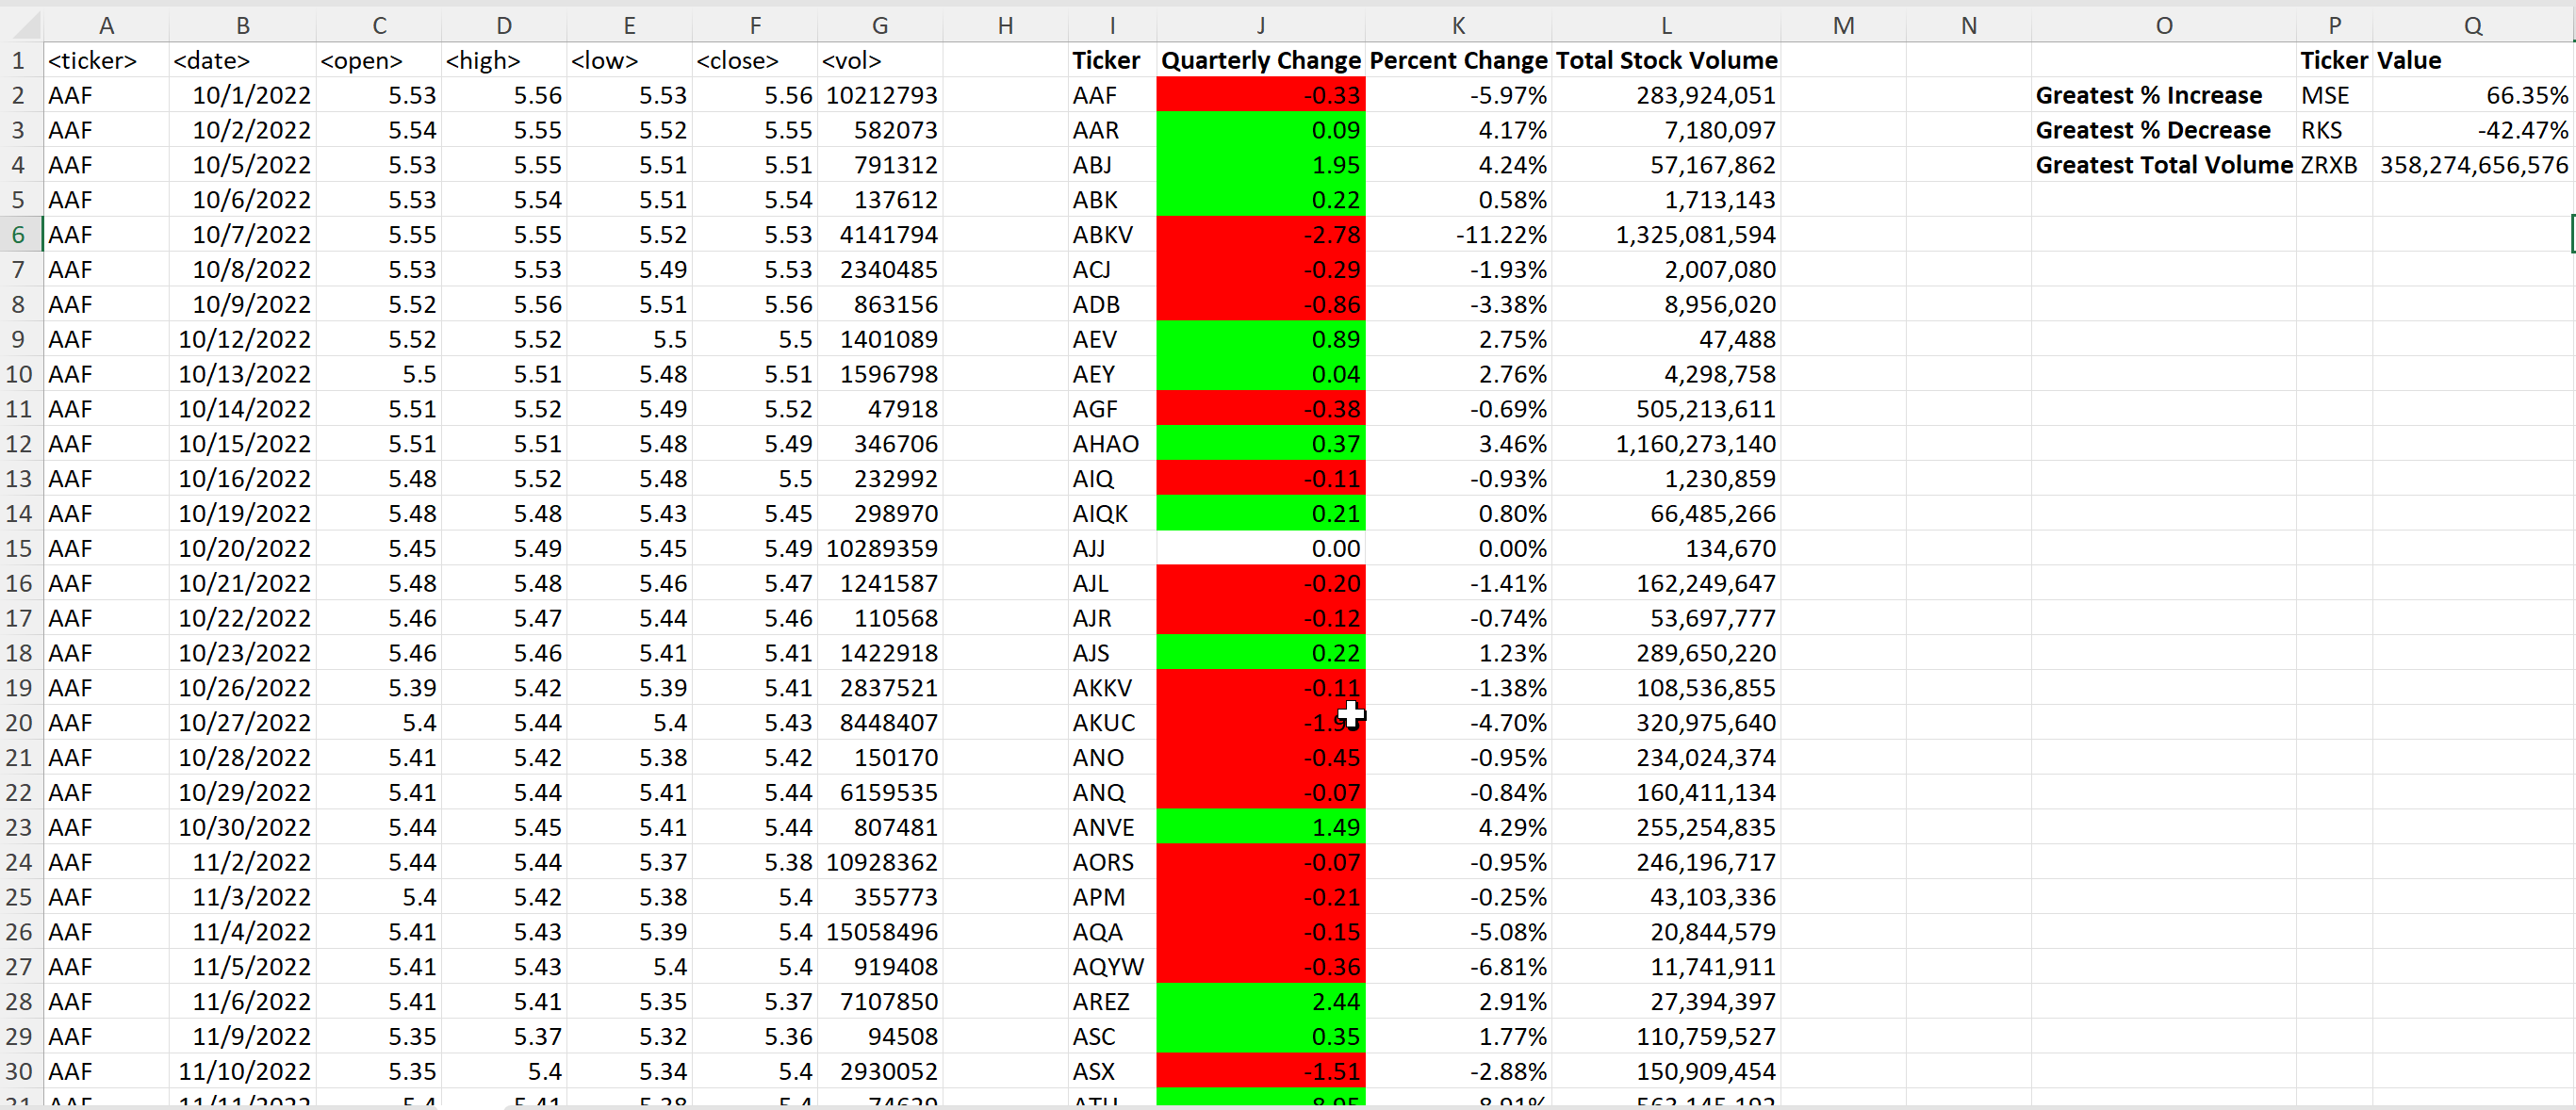 A B C D E F G H I J K L M N O P Q
1 <ticker> <date> <open> <high> <low> <close> <vol> Ticker Quarterly Change Percent Change Total Stock Volume Ticker Value
2 AAF 10/1/2022 5.53 5.56 5.53 5.56 10212793 AAF -0.33 -5.97% 283,924,051 Greatest % Increase MSE 66.35%
3 AAF 10/2/2022 5.54 5.55 5.52 5.55 582073 AAR 0.09 4.17% 7,180,097 Greatest % Decrease RKS -42.47%
4 AAF 10/5/2022 5.53 5.55 5.51 5.51 791312 ABJ 1.95 4.24% 57,167,862 Greatest Total Volume ZRXB 358,274,656,576
5 AAF 10/6/2022 5.53 5.54 5.51 5.54 137612 ABK 0.22 0.58% 1,713,143
6 AAF 10/7/2022 5.55 5.55 5.52 5.53 4141794 ABKV -2.78 -11.22% 1,325,081,594
7 AAF 10/8/2022 5.53 5.53 5.49 5.53 2340485 ACJ -0.29 -1.93% 2,007,080
8 AAF 10/9/2022 5.52 5.56 5.51 5.56 863156 ADB -0.86 -3.38% 8,956,020
9 AAF 10/12/2022 5.52 5.52 5.5 5.5 1401089 AEV 0.89 2.75% 47,488
10 AAF 10/13/2022 5.5 5.51 5.48 5.51 1596798 AEY 0.04 2.76% 4,298,758
11 AAF 10/14/2022 5.51 5.52 5.49 5.52 47918 AGF -0.38 -0.69% 505,213,611
12 AAF 10/15/2022 5.51 5.51 5.48 5.49 346706 AHAO 0.37 3.46% 1,160,273,140
13 AAF 10/16/2022 5.48 5.52 5.48 5.5 232992 AIQ -0.11 -0.93% 1,230,859
14 AAF 10/19/2022 5.48 5.48 5.43 5.45 298970 AIQK 0.21 0.80% 66,485,266
15 AAF 10/20/2022 5.45 5.49 5.45 5.49 10289359 AJJ 0.00 0.00% 134,670
16 AAF 10/21/2022 5.48 5.48 5.46 5.47 1241587 AJL -0.20 -1.41% 162,249,647
17 AAF 10/22/2022 5.46 5.47 5.44 5.46 110568 AJR -0.12 -0.74% 53,697,777
18 AAF 10/23/2022 5.46 5.46 5.41 5.41 1422918 AJS 0.22 1.23% 289,650,220
19 AAF 10/26/2022 5.39 5.42 5.39 5.41 2837521 AKKV -0.11 -1.38% 108,536,855
20 AAF 10/27/2022 5.4 5.44 5.4 5.43 8448407 AKUC -4.70% 320,975,640
21 AAF 10/28/2022 5.41 5.42 5.38 5.42 150170 ANO -0.45 -0.95% 234,024,374
22 AAF 10/29/2022 5.41 5.44 5.41 5.44 6159535 ANQ -0.07 -0.84% 160,411,134
23 AAF 10/30/2022 5.44 5.45 5.41 5.44 807481 ANVE 1.49 4.29% 255,254,835
24 AAF 11/2/2022 5.44 5.44 5.37 5.38 10928362 AORS -0.07 -0.95% 246,196,717
25 AAF 11/3/2022 5.4 5.42 5.38 5.4 355773 APM -0.21 -0.25% 43,103,336
26 AAF 11/4/2022 5.41 5.43 5.39 5.4 15058496 AQA -0.15 -5.08% 20,844,579
27 AAF 11/5/2022 5.41 5.43 5.4 5.4 919408 AQYW -0.36 -6.81% 11,741,911
28 AAF 11/6/2022 5.41 5.41 5.35 5.37 7107850 AREZ 2.44 2.91% 27,394,397
29 AAF 11/9/2022 5.35 5.37 5.32 5.36 94508 ASC 0.35 1.77% 110,759,527
30 AAF 11/10/2022 5.35 5.4 5.34 5.4 2930052 ASX -1.51 -2.88% 150,909,454